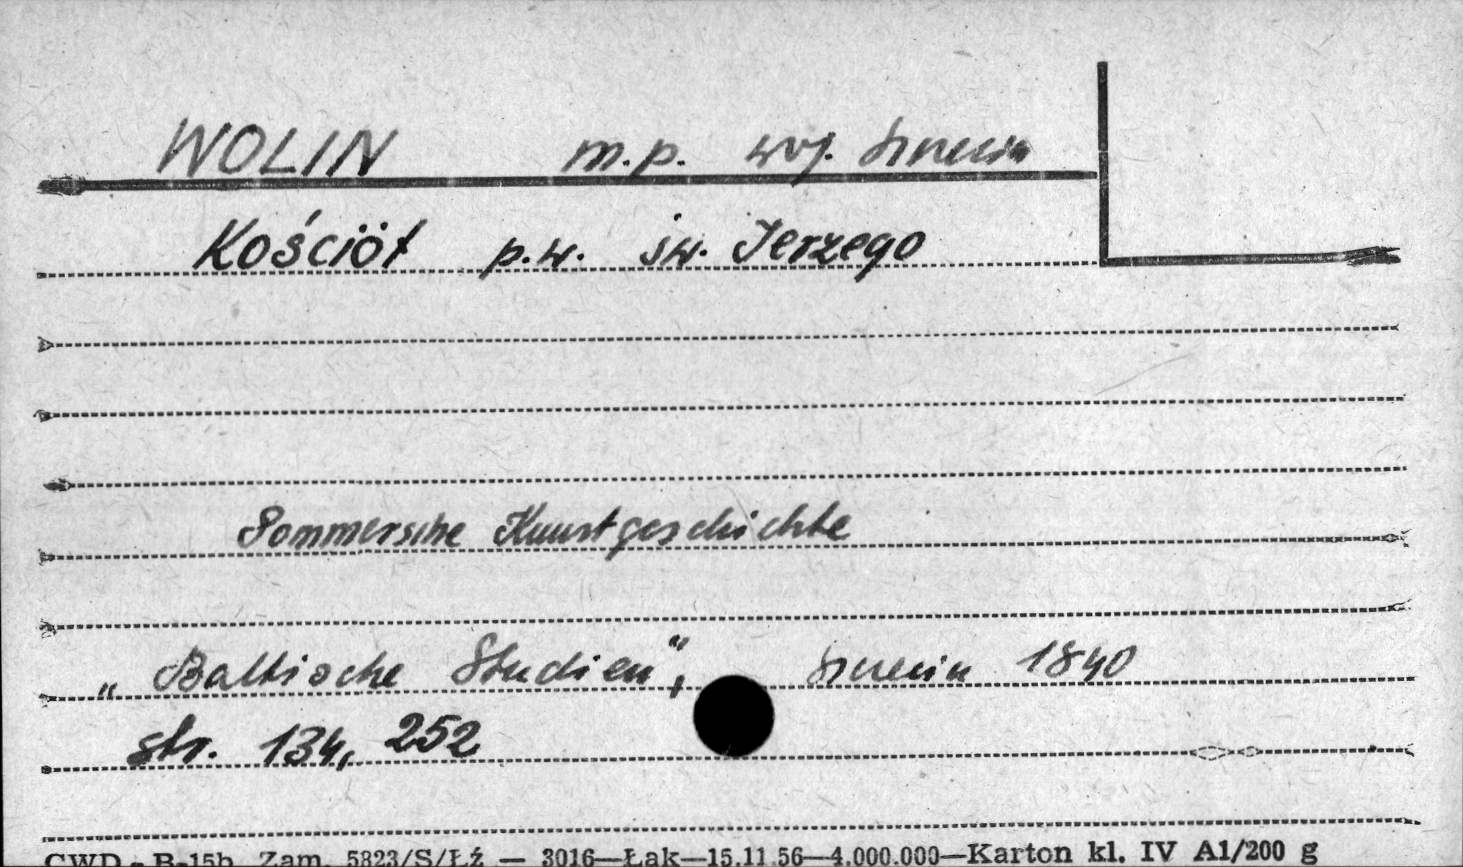 WOLIN m.p. woj. Szczecin
Kościół p.w. św. Jerzego
Pommersche Kunstgeschichte
„Baltische Studien", Szczecin 1840
str. 134, 252
CWD - B-15b Zam. 5823/S/Łź — 3016—Łąk—15.11.56—4.000.000—Karton kl. IV A1/200 g